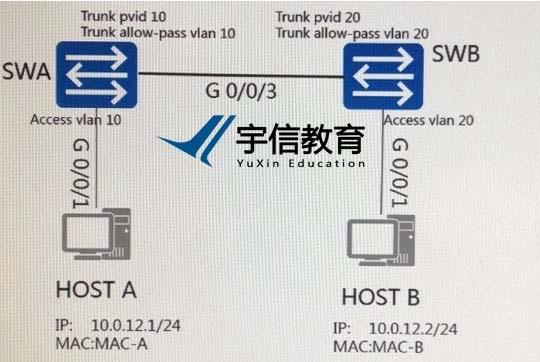 Trunk pvid 10
Trunk allow-pass vlan 10
Trunk pvid 20
Trunk allow-pass vlan 20
SWA
SWB
G 0/0/3
Access vlan 10
Access vlan 20
宇信教育
YuXin Education
G 0/0/1
G 0/0/1
HOST A
HOST B
IP: 10.0.12.1/24
MAC:MAC-A
IP: 10.0.12.2/24
MAC:MAC-B